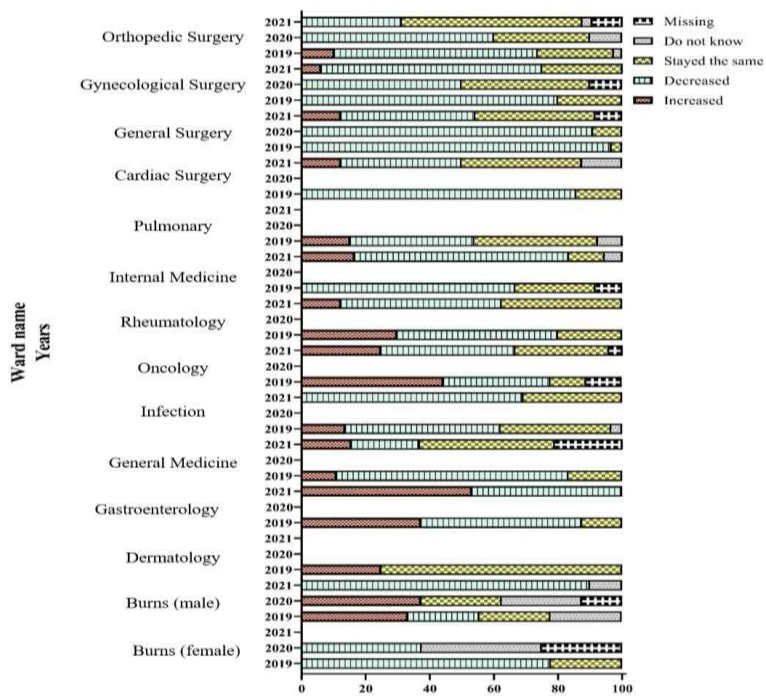 2021
Orthopedic Surgery 2020
2019
2021
Gynecological Surgery 2020
2019
2021
General Surgery 2020
2019
2021
Cardiac Surgery 2020
2019
2021
Pulmonary 2020
2019
2021
Internal Medicine 2020
2019
2021
Rheumatology 2020
2019
2021
Oncology 2020
2019
2021
Infection 2020
2019
2021
General Medicine 2020
2019
2021
Gastroenterology 2020
2019
2021
Dermatology 2020
2019
2021
Burns (male) 2020
2019
2021
Burns (female) 2020
2019
0 20 40 60 80 100
Ward name
Years
Missing
Do not know
Stayed the same
Decreased
Increased